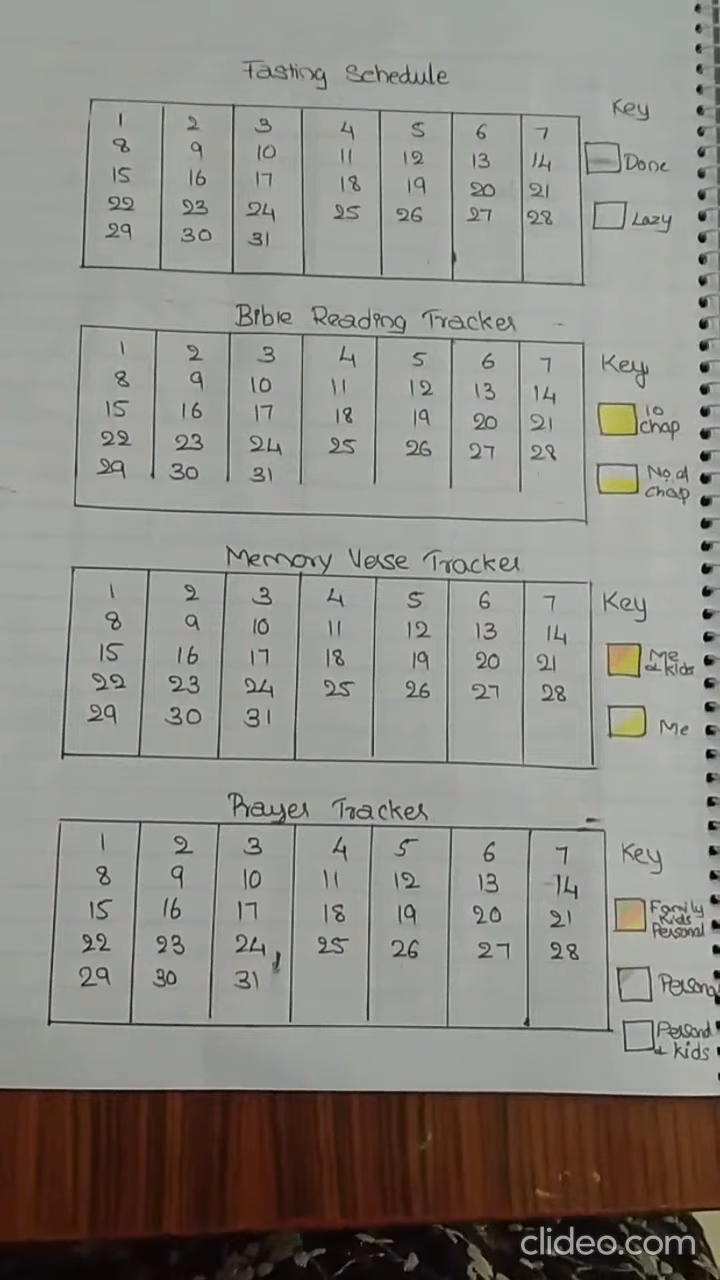 Fasting Schedule
Key
1 2 3 4 5 6 7
8 9 10 11 12 13 14
Done
15 16 17 18 19 20 21
22 23 24 25 26 27 28
Lazy
29 30 31
Bible Reading Tracker
Key
1 2 3 4 5 6 7
8 9 10 11 12 13 14
10
chap
15 16 17 18 19 20 21
22 23 24 25 26 27 28
No. of
chap
29 30 31
Memory Verse Tracker
Key
1 2 3 4 5 6 7
8 9 10 11 12 13 14
Me
& kids
15 16 17 18 19 20 21
22 23 24 25 26 27 28
Me
29 30 31
Prayer Tracker
Key
1 2 3 4 5 6 7
8 9 10 11 12 13 14
Family
Kids
Personal
15 16 17 18 19 20 21
22 23 24 25 26 27 28
Persona
29 30 31
Personal
& kids
clideo.com